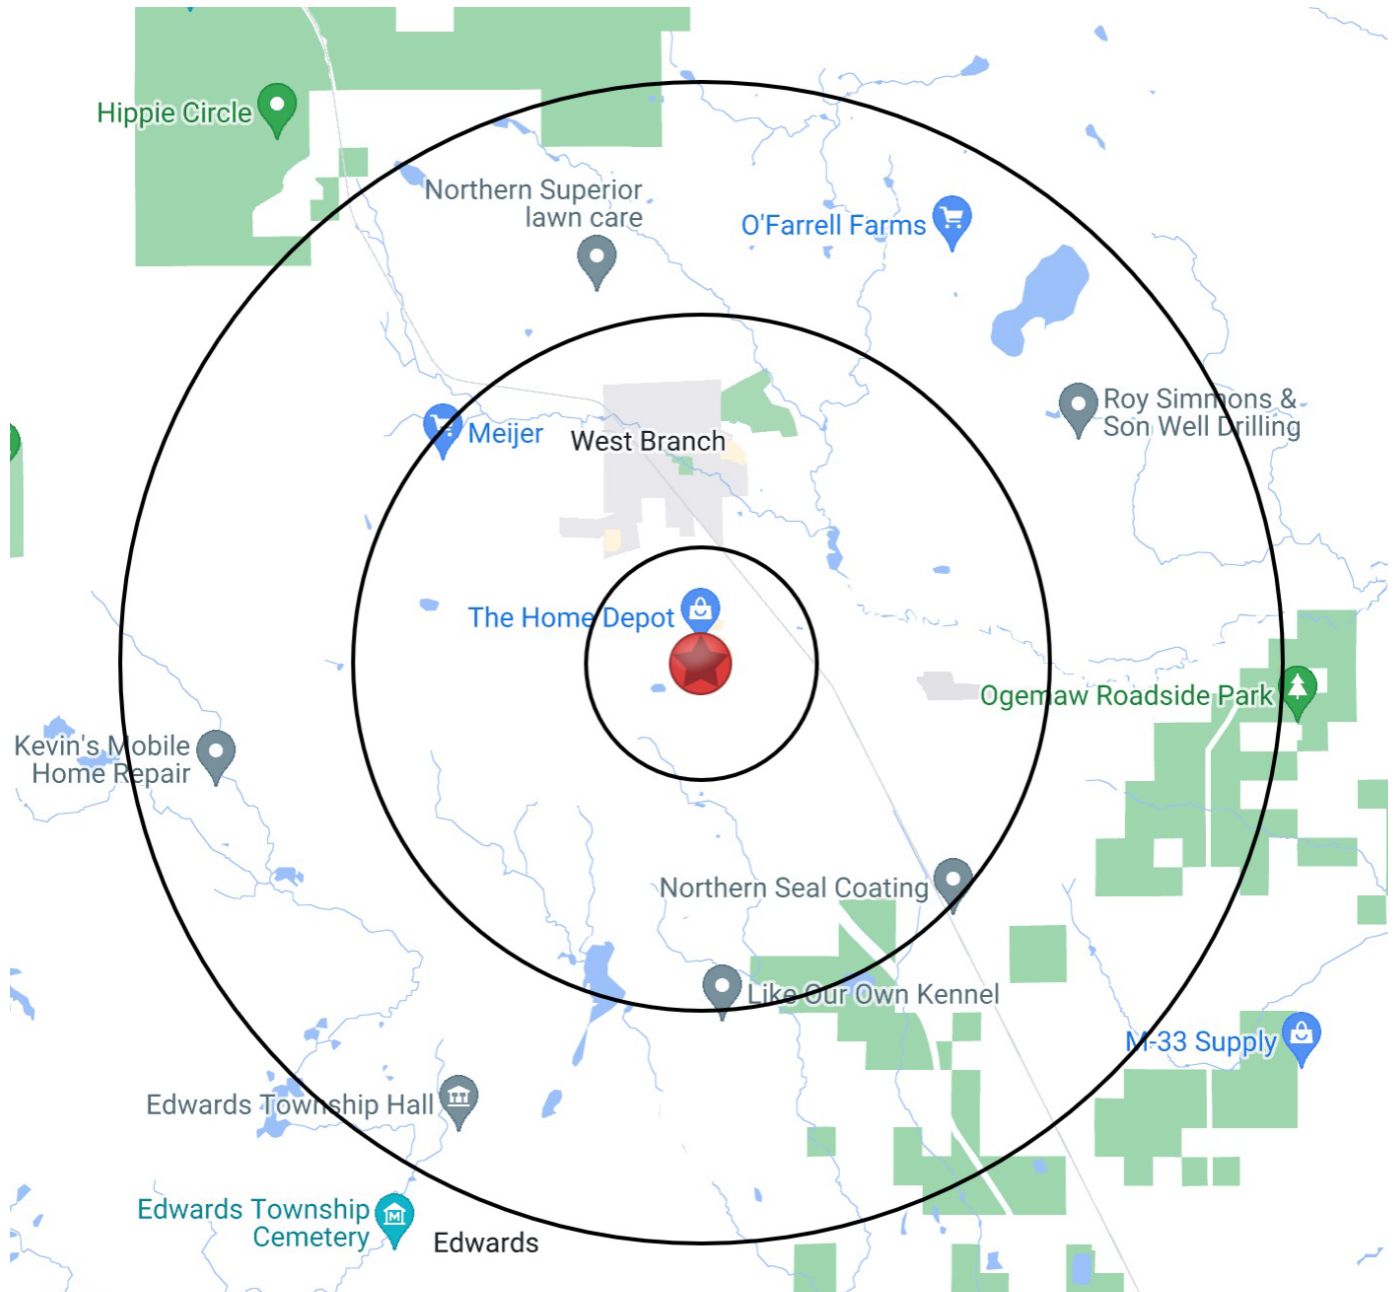 Hippie Circle
Northern Superior
lawn care
O'Farrell Farms
Roy Simmons &
Son Well Drilling
Meijer
West Branch
The Home Depot
Ogemaw Roadside Park
Kevin's Mobile
Home Repair
Northern Seal Coating
Like Our Own Kennel
M-33 Supply
Edwards Township Hall
Edwards Township
Cemetery
Edwards